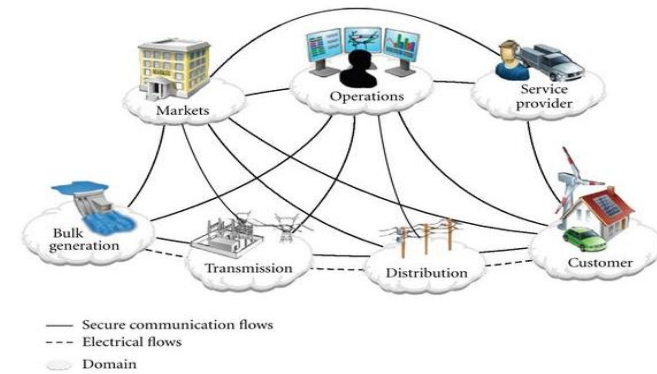 Markets
Operations
Service
provider
Bulk
generation
Transmission
Distribution
Customer
Secure communication flows
Electrical flows
Domain